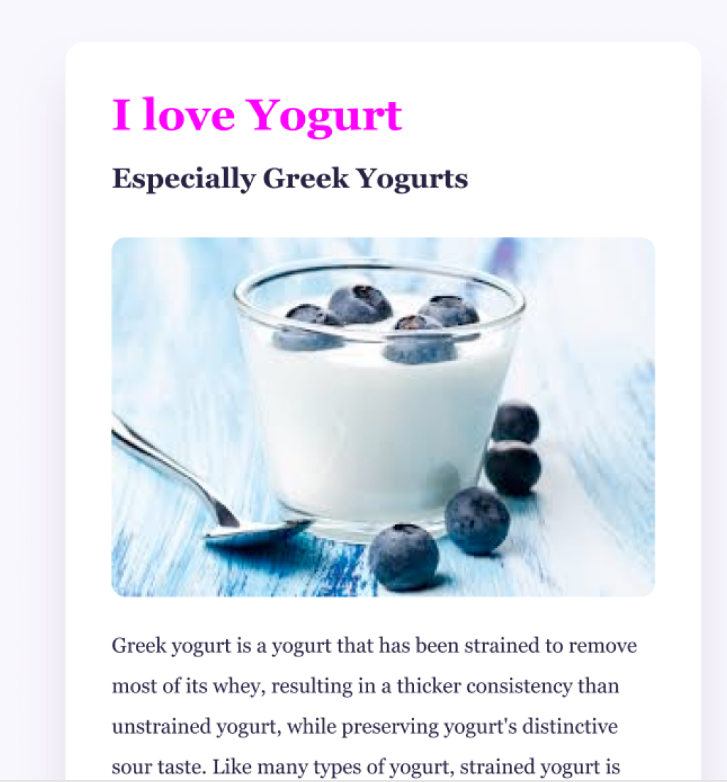 I love Yogurt
Especially Greek Yogurts
Greek yogurt is a yogurt that has been strained to remove
most of its whey, resulting in a thicker consistency than
unstrained yogurt, while preserving yogurt's distinctive
sour taste. Like many types of yogurt, strained yogurt is